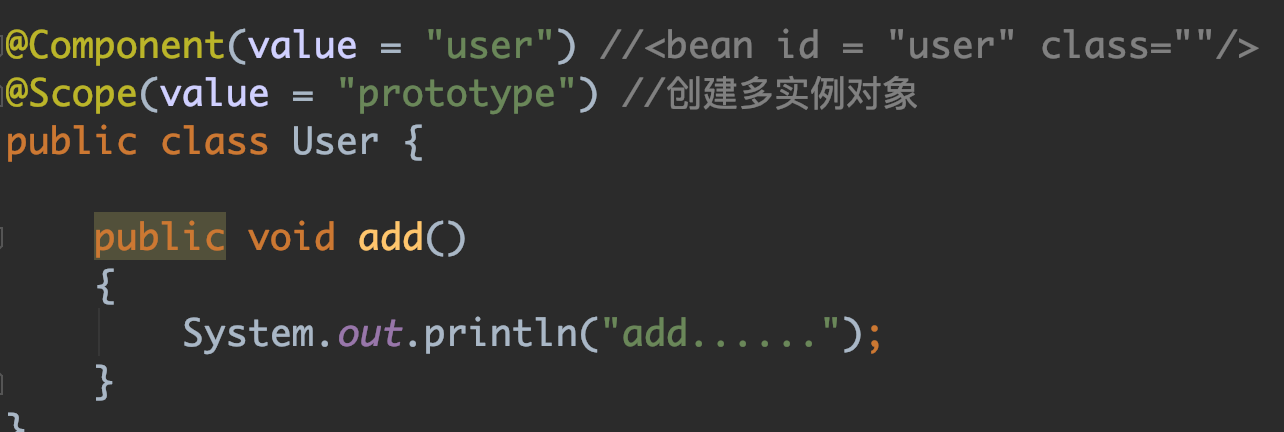 @Component(value = "user") //<bean id = "user" class=""/>
@Scope(value = "prototype") //创建多实例对象
public class User {
public void add()
{
System.out.println("add......");
}
}